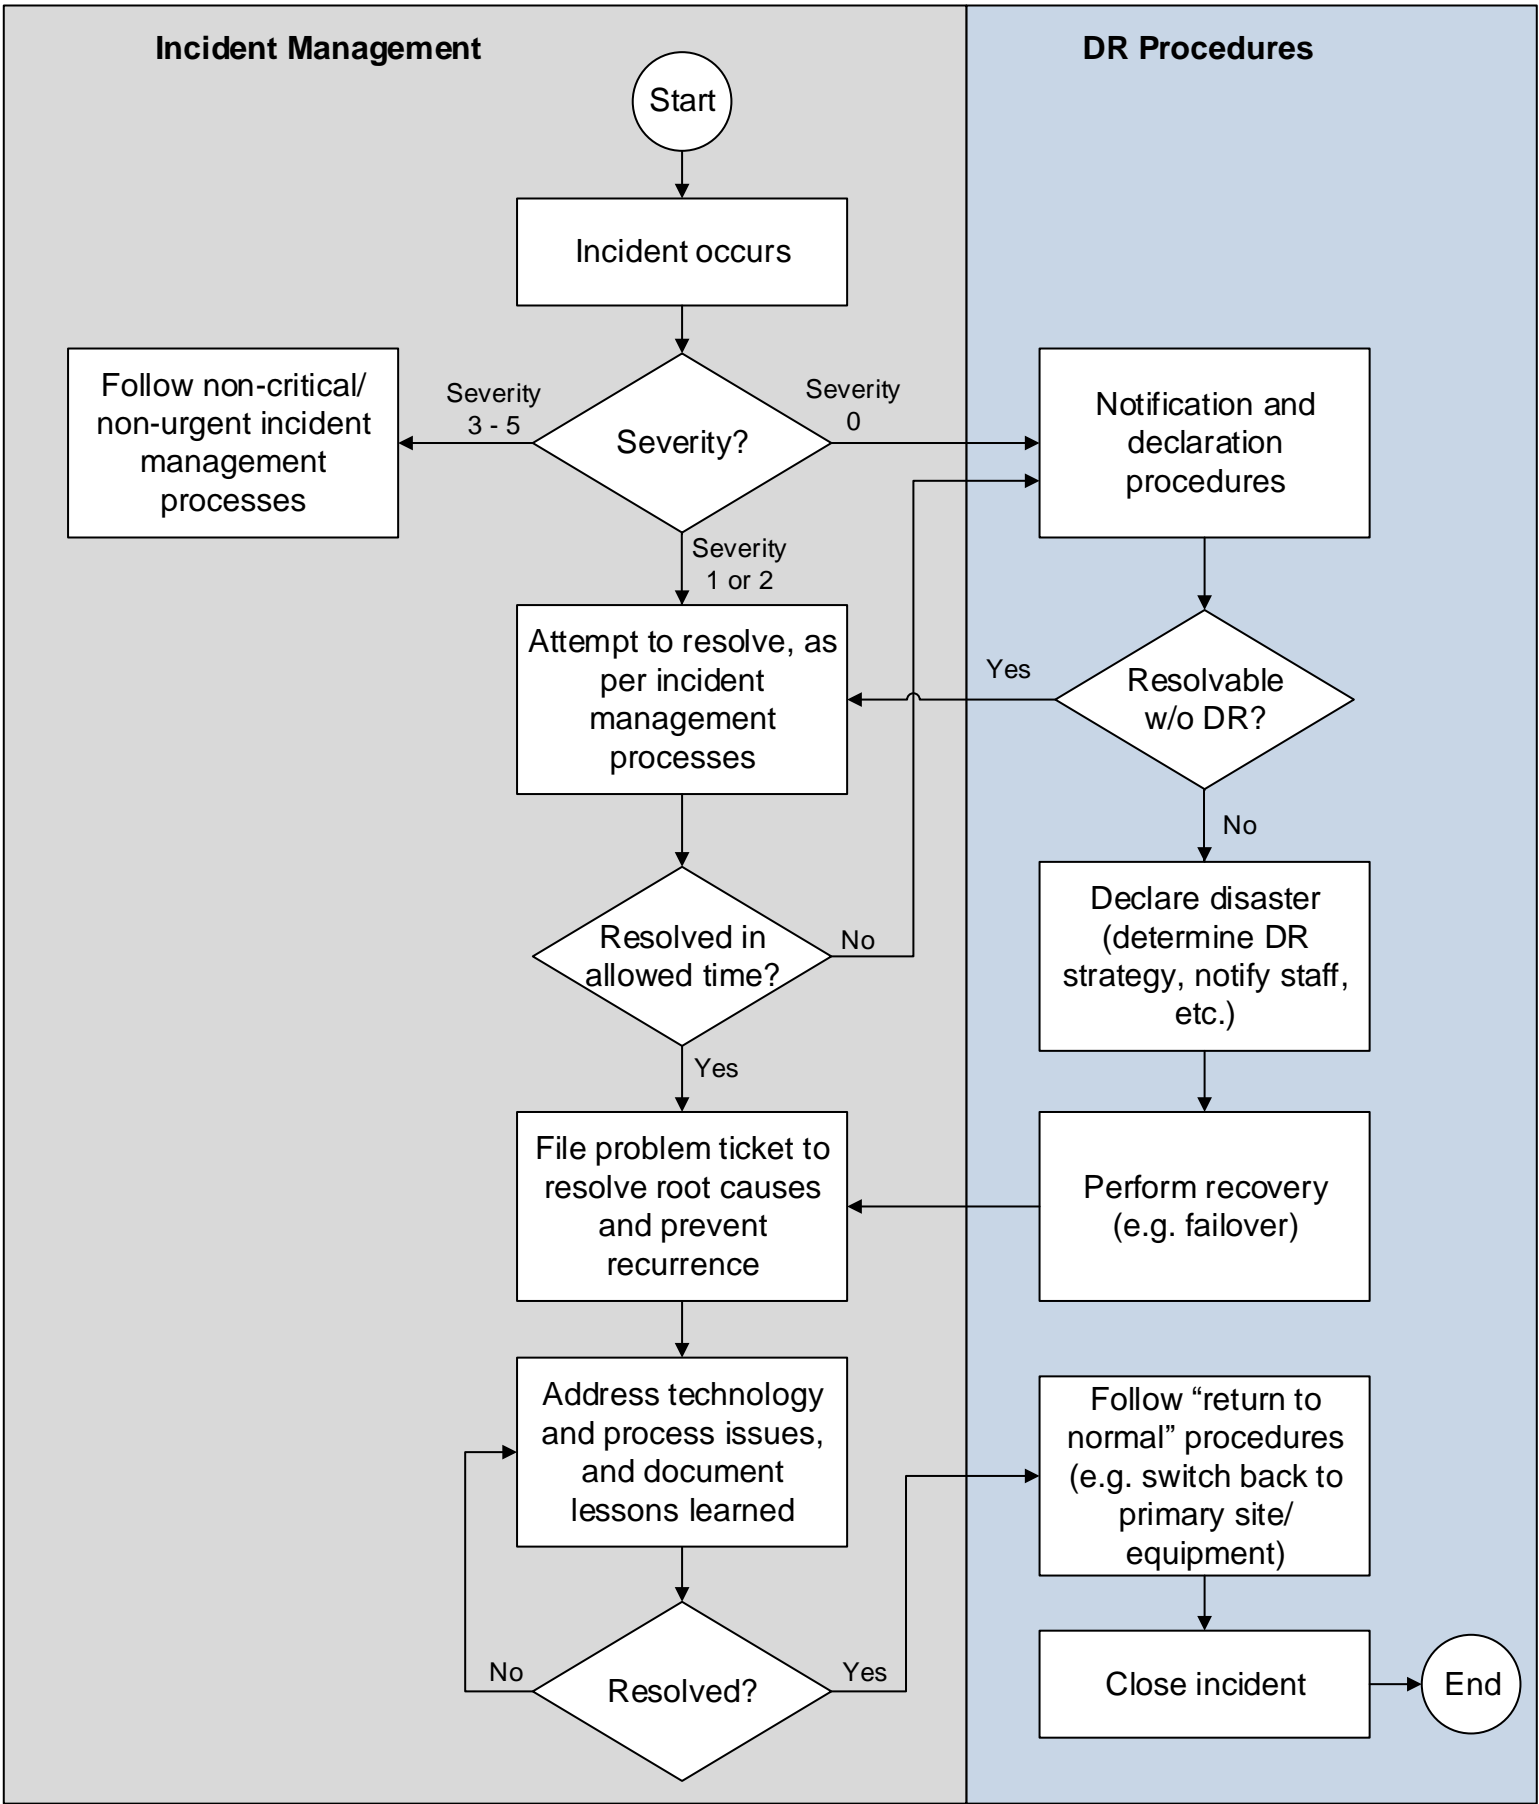 Incident Management
DR Procedures
Start
Incident occurs
Follow non-critical/
non-urgent incident
management
processes
Severity
3 - 5
Severity?
Severity
0
Notification and
declaration
procedures
Severity
1 or 2
Attempt to resolve, as
per incident
management
processes
Yes
Resolvable
w/o DR?
No
Resolved in
allowed time?
No
Declare disaster
(determine DR
strategy, notify staff,
etc.)
Yes
File problem ticket to
resolve root causes
and prevent
recurrence
Perform recovery
(e.g. failover)
Address technology
and process issues,
and document
lessons learned
Follow “return to
normal” procedures
(e.g. switch back to
primary site/
equipment)
No
Resolved?
Yes
Close incident
End